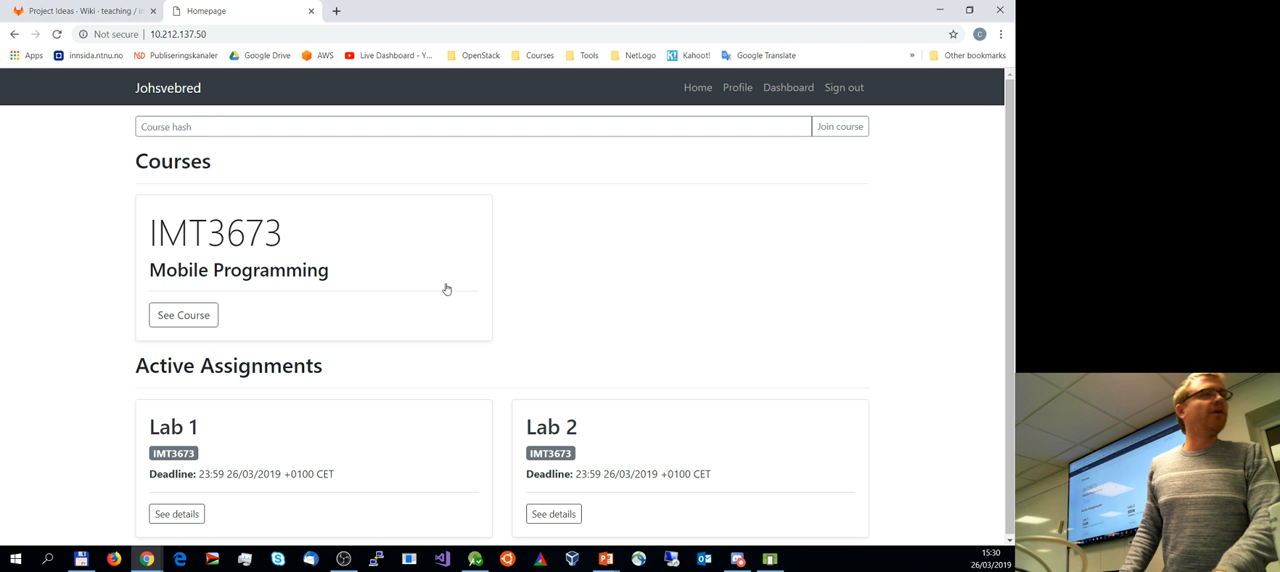 Project Ideas · Wiki · teaching / im
Homepage
Not secure
10.212.137.50
Apps
innsida.ntnu.no
Publiseringskanaler
Google Drive
AWS
Live Dashboard - Y...
OpenStack
Courses
Tools
NetLogo
Kahoot!
Google Translate
»
Other bookmarks
Johsvebred
Home
Profile
Dashboard
Sign out
Course hash
Join course
Courses
IMT3673
Mobile Programming
See Course
Active Assignments
Lab 1
IMT3673
Deadline: 23:59 26/03/2019 +0100 CET
See details
Lab 2
IMT3673
Deadline: 23:59 26/03/2019 +0100 CET
See details
15:30
26/03/2019